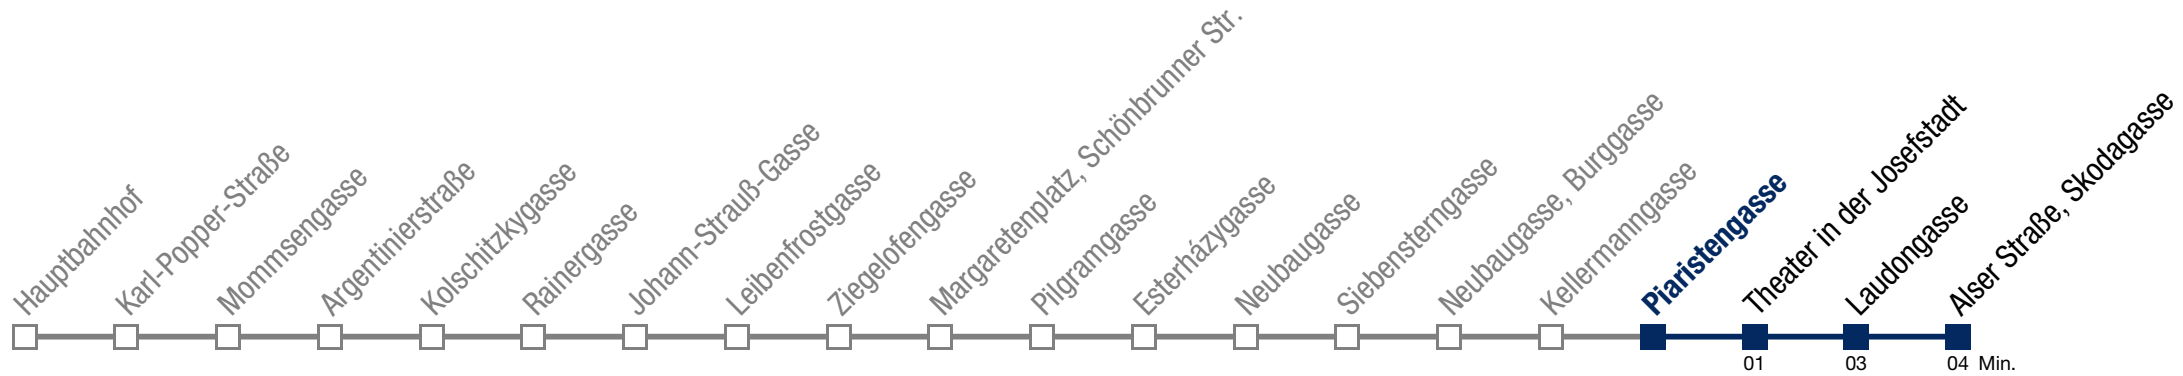 Hauptbahnhof
Karl-Popper-Straße
Mommsengasse
Argentinierstraße
Kolschitzkygasse
Rainergasse
Johann-Strauß-Gasse
Leibenfrostgasse
Ziegelofengasse
Margaretenplatz, Schönbrunner Str.
Pilgramgasse
Esterházygasse
Neubaugasse
Siebensterngasse
Neubaugasse, Burggasse
Kellermanngasse
Piaristengasse
Theater in der Josefstadt
Laudongasse
Alser Straße, Skodagasse
01 03 04 Min.